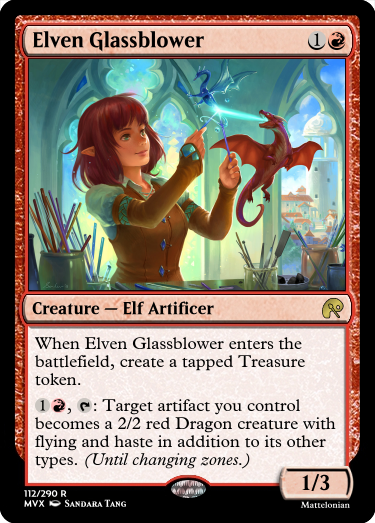 Elven Glassblower 1
Creature — Elf Artificer
When Elven Glassblower enters the
battlefield, create a tapped Treasure
token.
1, : Target artifact you control
becomes a 2/2 red Dragon creature with
flying and haste in addition to its other
types. (Until changing zones.)
1/3
112/290 R
MVX Sandara Tang
Mattelonian